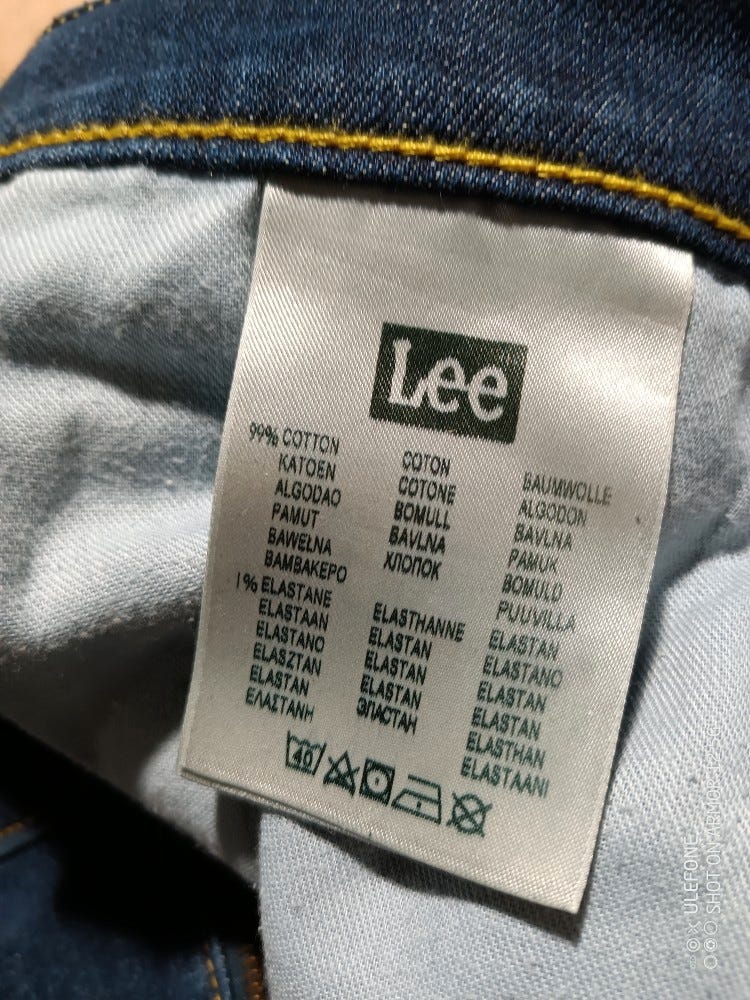 Lee
99% COTTON COTON BAUMWOLLE
KATOEN COTONE ALGODON
ALGODAO BOMULL BAVLNA
PAMUT BAVLNA PAMUK
BAWEŁNA ХЛОПОК BOMULD
BAMBAKEPO PUUVILLA
1% ELASTANE ELASTHANNE ELASTAN
ELASTAAN ELASTAN ELASTANO
ELASTANO ELASTAN ELASTAN
ELASZTAN ELASTAN ELASTAN
ELASTAN ЭЛАСТАН ELASTHAN
ΕΛΑΣΤΑΝΗ ELASTAANI
40
ULEFONE
SHOT ON ARMOR